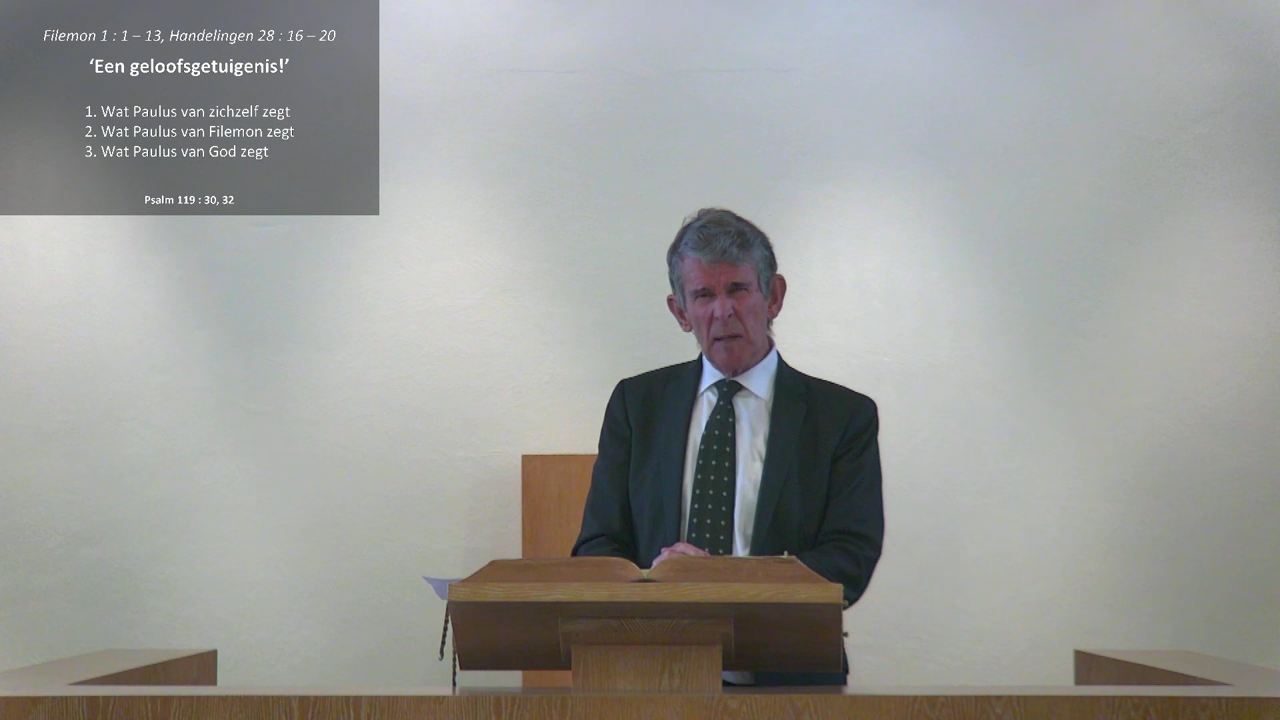 Filemon 1 : 1 – 13, Handelingen 28 : 16 – 20
‘Een geloofsgetuigenis!’
1. Wat Paulus van zichzelf zegt
2. Wat Paulus van Filemon zegt
3. Wat Paulus van God zegt
Psalm 119 : 30, 32